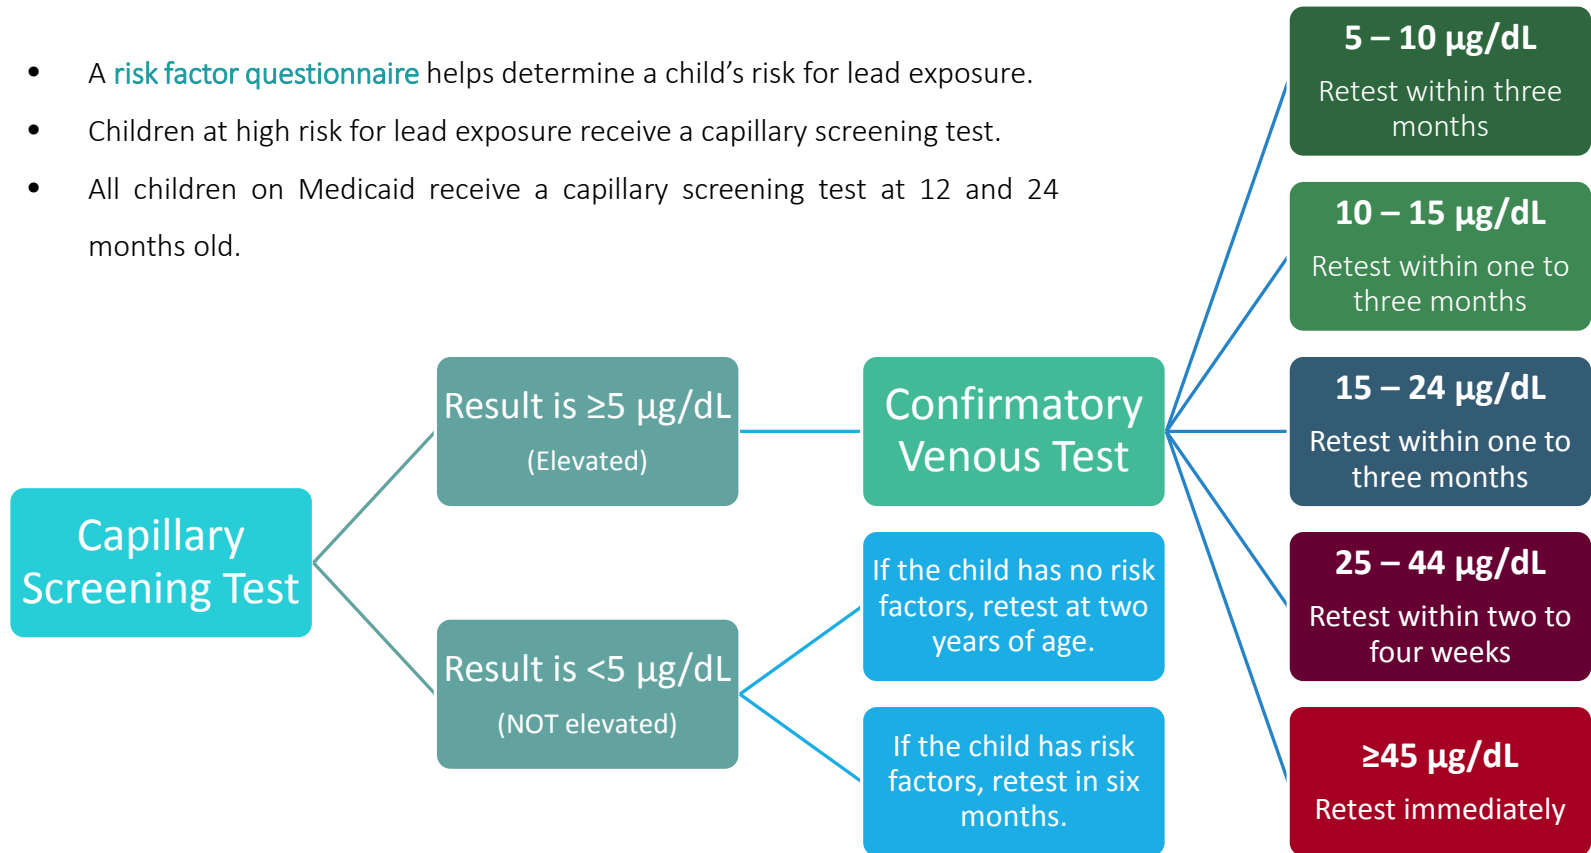 • A risk factor questionnaire helps determine a child’s risk for lead exposure.
• Children at high risk for lead exposure receive a capillary screening test.
• All children on Medicaid receive a capillary screening test at 12 and 24
months old.
Capillary
Screening Test
Result is ≥5 µg/dL
(Elevated)
Result is <5 µg/dL
(NOT elevated)
Confirmatory
Venous Test
If the child has no risk
factors, retest at two
years of age.
If the child has risk
factors, retest in six
months.
5 – 10 µg/dL
Retest within three
months
10 – 15 µg/dL
Retest within one to
three months
15 – 24 µg/dL
Retest within one to
three months
25 – 44 µg/dL
Retest within two to
four weeks
≥45 µg/dL
Retest immediately